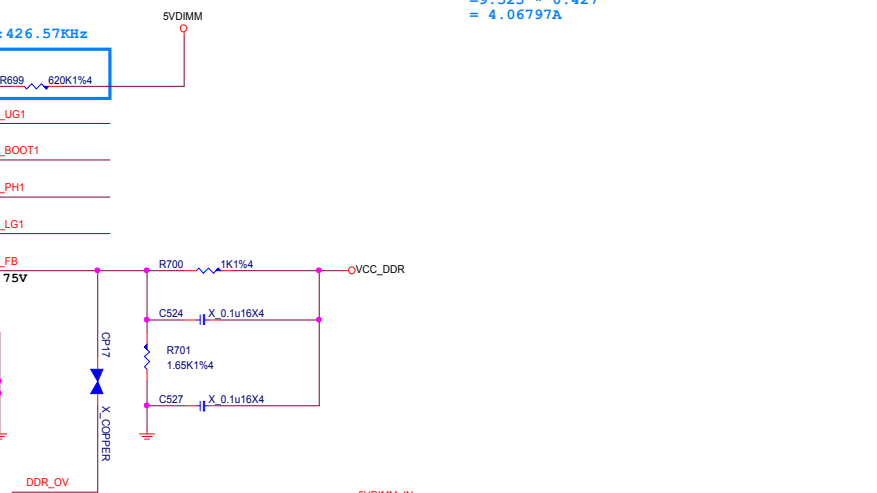 = 4.06797A
5VDIMM
:426.57KHz
R699
620K1%4
_UG1
_BOOT1
_PH1
_LG1
_FB
75V
R700
1K1%4
VCC_DDR
C524
X_0.1u16X4
CP17
R701
1.65K1%4
C527
X_0.1u16X4
X_COPPER
DDR_OV